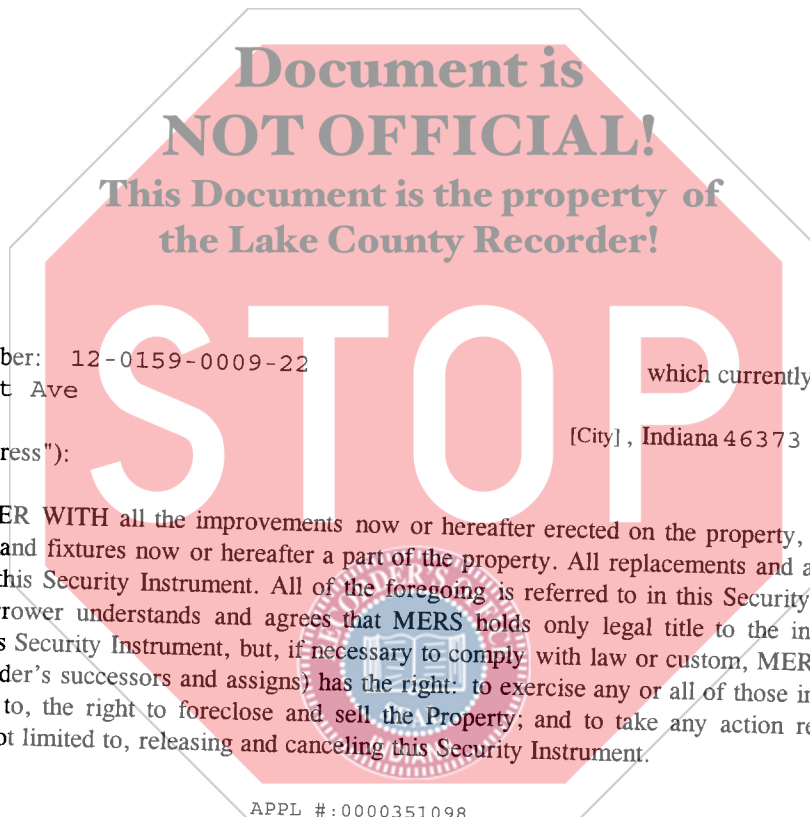 Document is
NOT OFFICIAL!
This Document is the property of
the Lake County Recorder!
STOP
ber: 12-0159-0009-22 which currently
t Ave
[City] , Indiana 46373
ress"):
ER WITH all the improvements now or hereafter erected on the property,
and fixtures now or hereafter a part of the property. All replacements and a
this Security Instrument. All of the foregoing is referred to in this Security
rower understands and agrees that MERS holds only legal title to the in
s Security Instrument, but, if necessary to comply with law or custom, MER
der's successors and assigns) has the right: to exercise any or all of those in
to, the right to foreclose and sell the Property; and to take any action re
ot limited to, releasing and canceling this Security Instrument.
SEAL
INDIANA
APPL #:0000351098